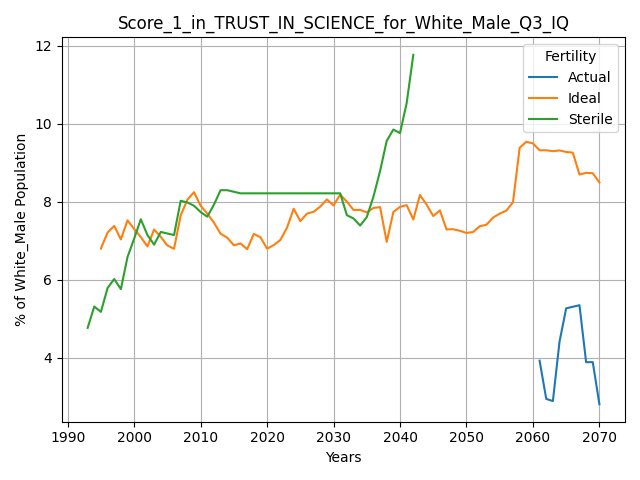 Score_1_in_TRUST_IN_SCIENCE_for_White_Male_Q3_IQ
% of White_Male Population
12
10
8
6
4
Fertility
Actual
Ideal
Sterile
1990 2000 2010 2020 2030 2040 2050 2060 2070
Years